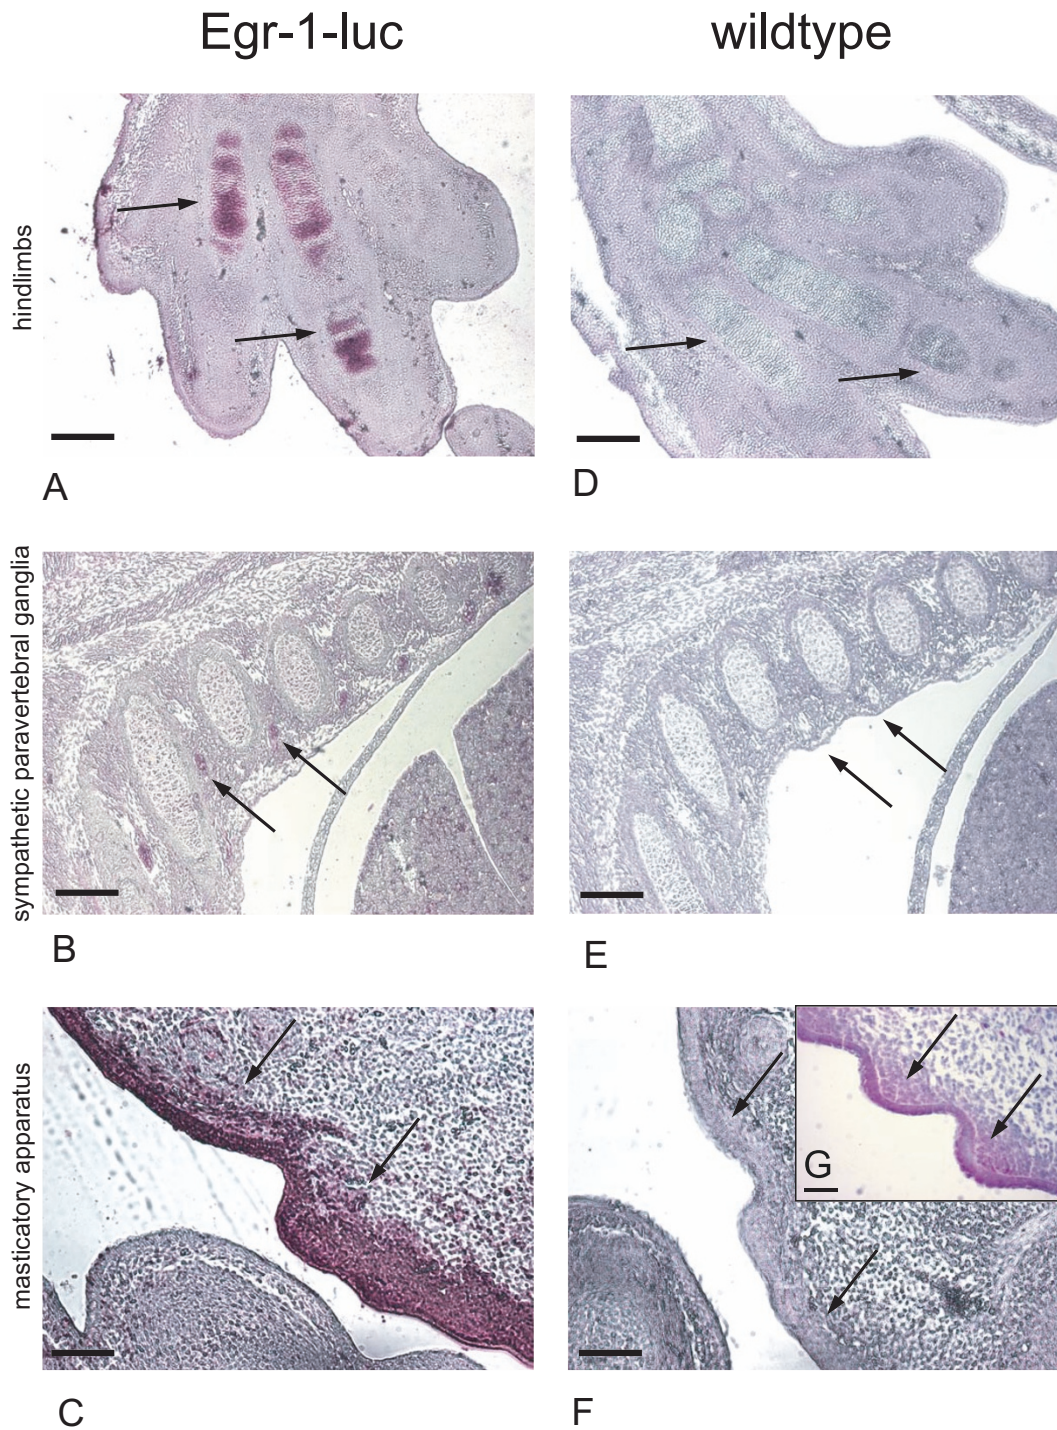 Egr-1-luc
wildtype
hindlimbs
A
D
sympathetic paravertebral ganglia
B
E
masticatory apparatus
G
C
F